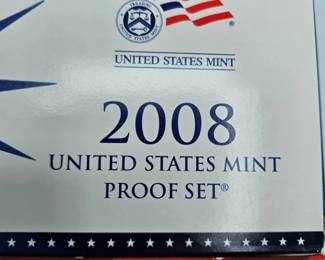 UNITED STATES MINT
2008
UNITED STATES MINT
PROOF SET®